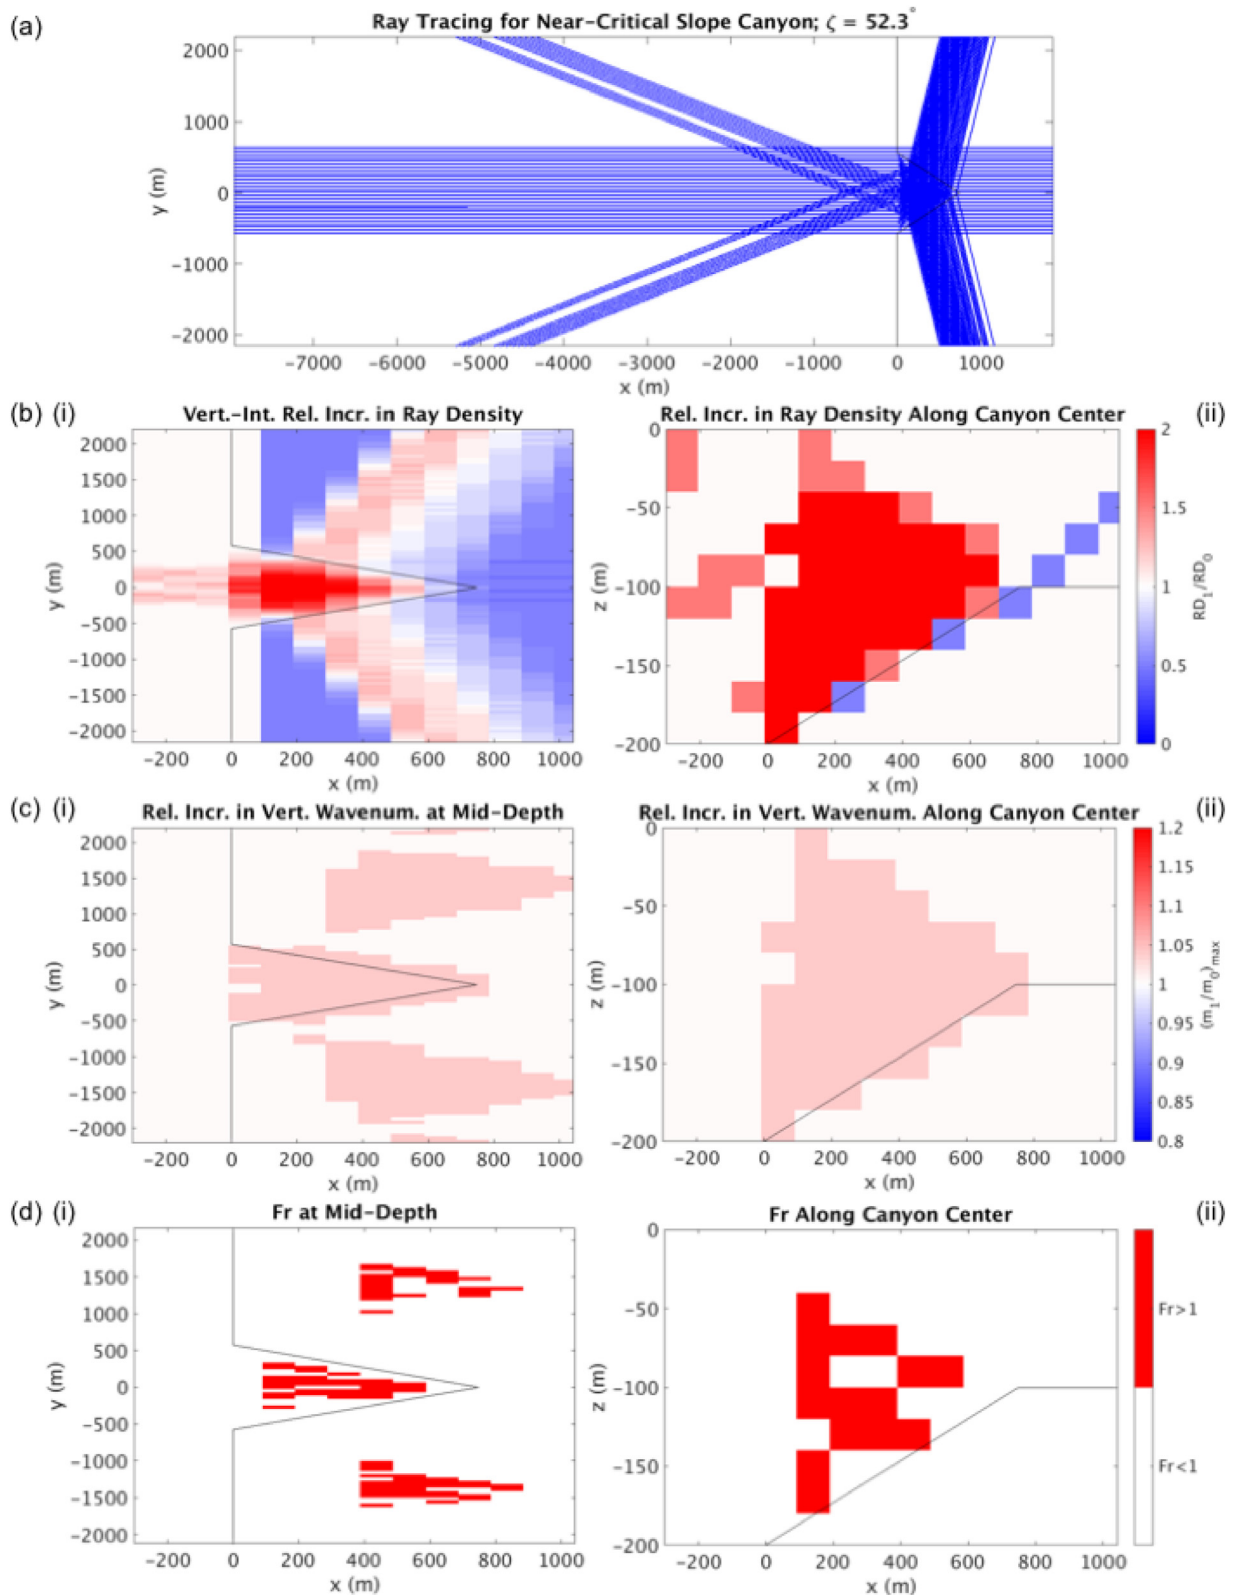 (a)
Ray Tracing for Near-Critical Slope Canyon; ζ = 52.3°
2000
1000
0
-1000
-2000
y (m)
-7000 -6000 -5000 -4000 -3000 -2000 -1000 0 1000
x (m)
(b) (i)
Vert.-Int. Rel. Incr. in Ray Density
2000
1500
1000
500
0
-500
-1000
-1500
-2000
y (m)
-200 0 200 400 600 800 1000
x (m)
Rel. Incr. in Ray Density Along Canyon Center
(ii)
0
-50
-100
-150
-200
z (m)
-200 0 200 400 600 800 1000
x (m)
2
1.5
1
0.5
0
RD1/RD0
(c) (i)
Rel. Incr. in Vert. Wavenum. at Mid-Depth
2000
1500
1000
500
0
-500
-1000
-1500
-2000
y (m)
-200 0 200 400 600 800 1000
x (m)
Rel. Incr. in Vert. Wavenum. Along Canyon Center
(ii)
0
-50
-100
-150
-200
z (m)
-200 0 200 400 600 800 1000
x (m)
1.2
1.15
1.1
1.05
1
0.95
0.9
0.85
0.8
(m1/m0)max
(d) (i)
Fr at Mid-Depth
2000
1500
1000
500
0
-500
-1000
-1500
-2000
y (m)
-200 0 200 400 600 800 1000
x (m)
Fr Along Canyon Center
(ii)
0
-50
-100
-150
-200
z (m)
-200 0 200 400 600 800 1000
x (m)
Fr>1
Fr<1